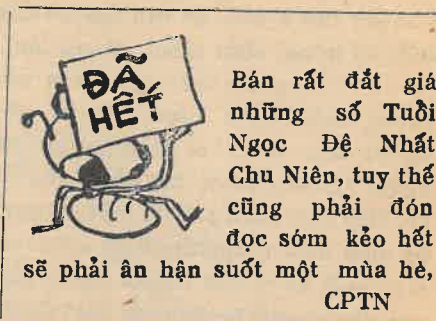 ĐÃ
HẾT
Bán rất đắt giá
những số Tuổi
Ngọc Đệ Nhất
Chu Niên, tuy thế
cũng phải đón
đọc sớm kẻo hết
sẽ phải ân hận suốt một mùa hè,
CPTN